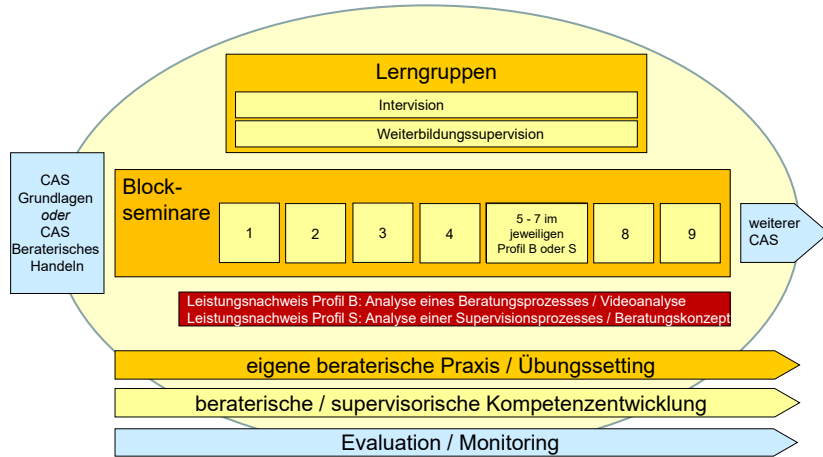 Lerngruppen
Intervision
Weiterbildungssupervision
CAS
Grundlagen
oder
CAS
Beraterisches
Handeln
Block-
seminare
1
2
3
4
5 - 7 im
jeweiligen
Profil B oder S
8
9
weiterer
CAS
Leistungsnachweis Profil B: Analyse eines Beratungsprozesses / Videoanalyse
Leistungsnachweis Profil S: Analyse einer Supervisionsprozesses / Beratungskonzept
eigene beraterische Praxis / Übungssetting
beraterische / supervisorische Kompetenzentwicklung
Evaluation / Monitoring